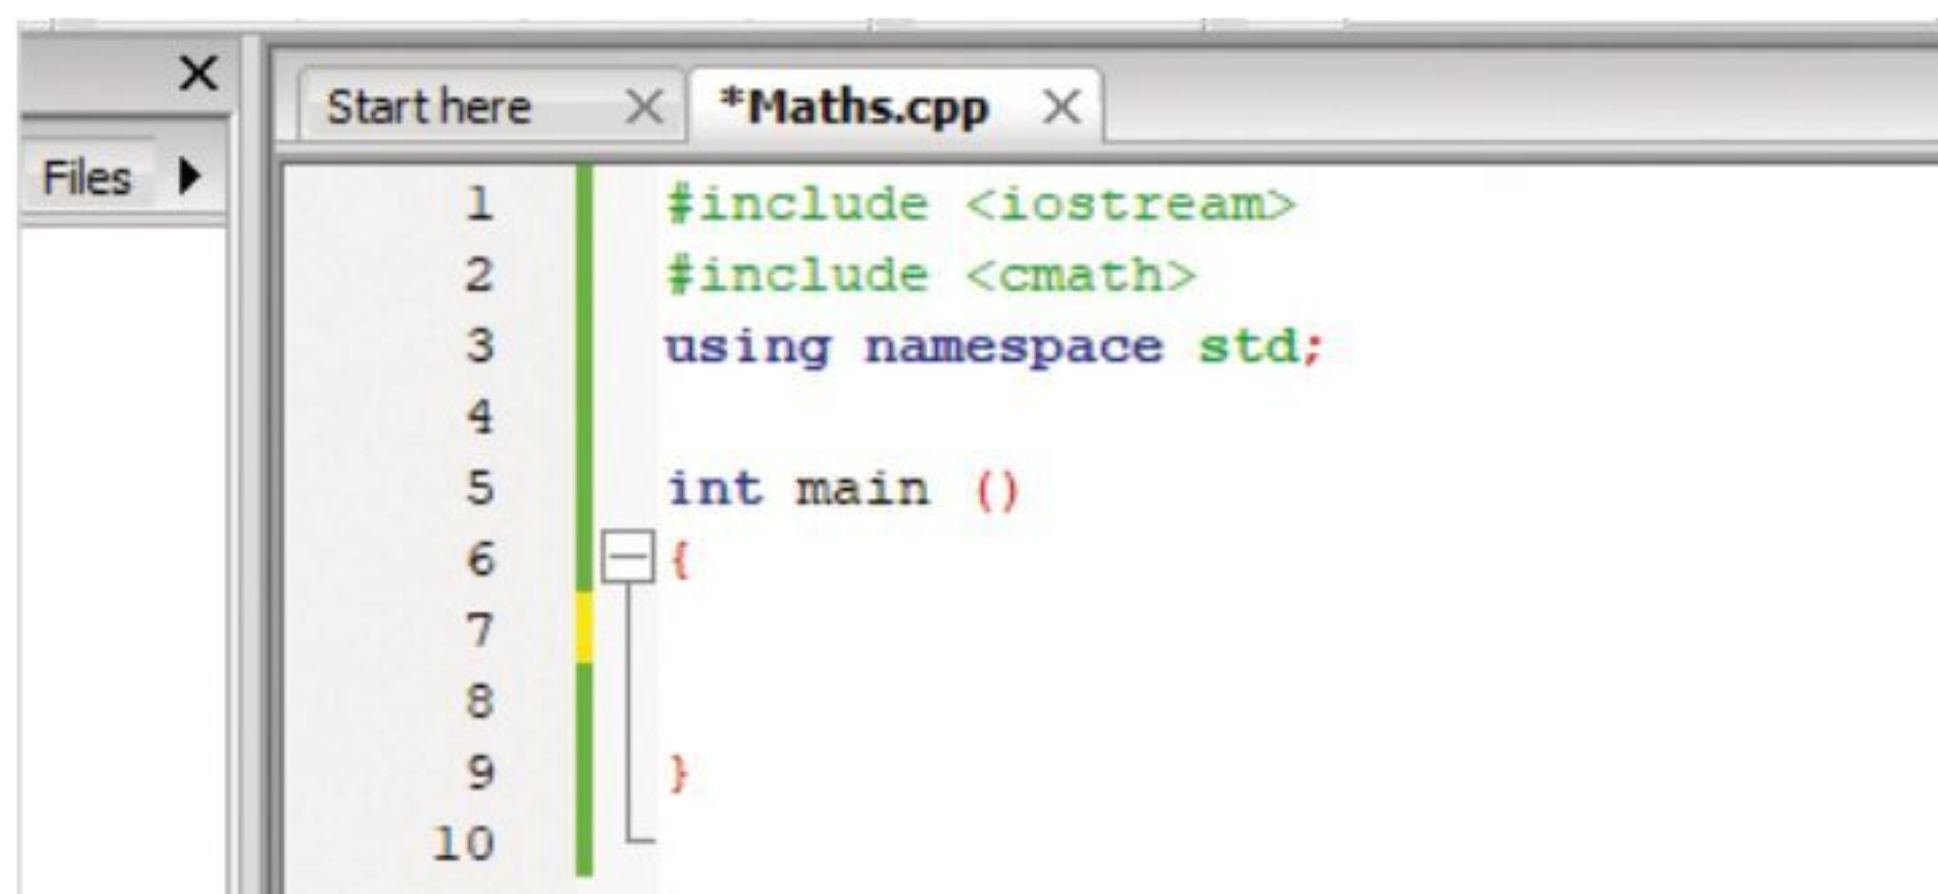 Start here *Maths.cpp
Files
1 #include <iostream>
2 #include <cmath>
3 using namespace std;
4
5 int main ()
6 {
7
8
9 }
10